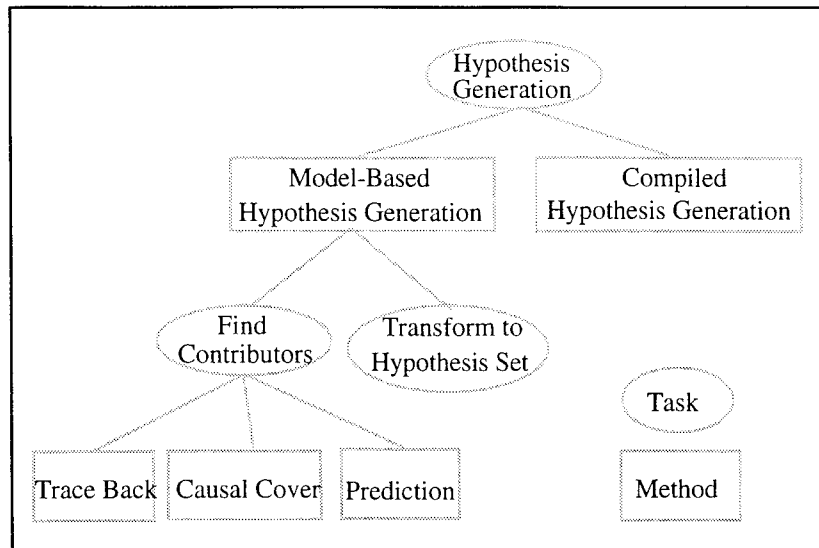 Hypothesis
Generation
Model-Based
Hypothesis Generation
Compiled
Hypothesis Generation
Find
Contributors
Transform to
Hypothesis Set
Task
Trace Back
Causal Cover
Prediction
Method